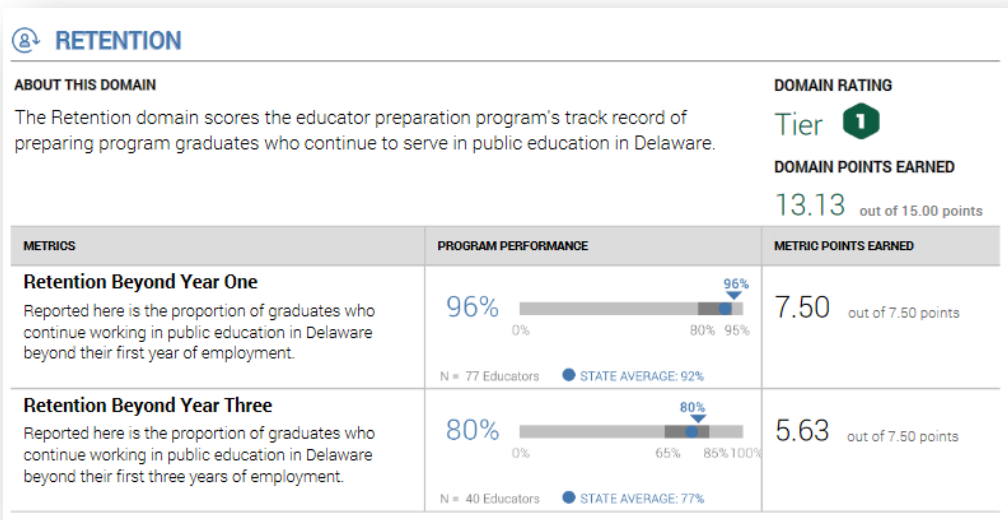 RETENTION
ABOUT THIS DOMAIN
The Retention domain scores the educator preparation program's track record of
preparing program graduates who continue to serve in public education in Delaware.
DOMAIN RATING
Tier 1
DOMAIN POINTS EARNED
13.13 out of 15.00 points
METRICS PROGRAM PERFORMANCE METRIC POINTS EARNED
Retention Beyond Year One
Reported here is the proportion of graduates who
continue working in public education in Delaware
beyond their first year of employment.
96%
96%
0% 80% 95%
N = 77 Educators STATE AVERAGE: 92%
7.50 out of 7.50 points
Retention Beyond Year Three
Reported here is the proportion of graduates who
continue working in public education in Delaware
beyond their first three years of employment.
80%
80%
0% 65% 85% 100%
N = 40 Educators STATE AVERAGE: 77%
5.63 out of 7.50 points